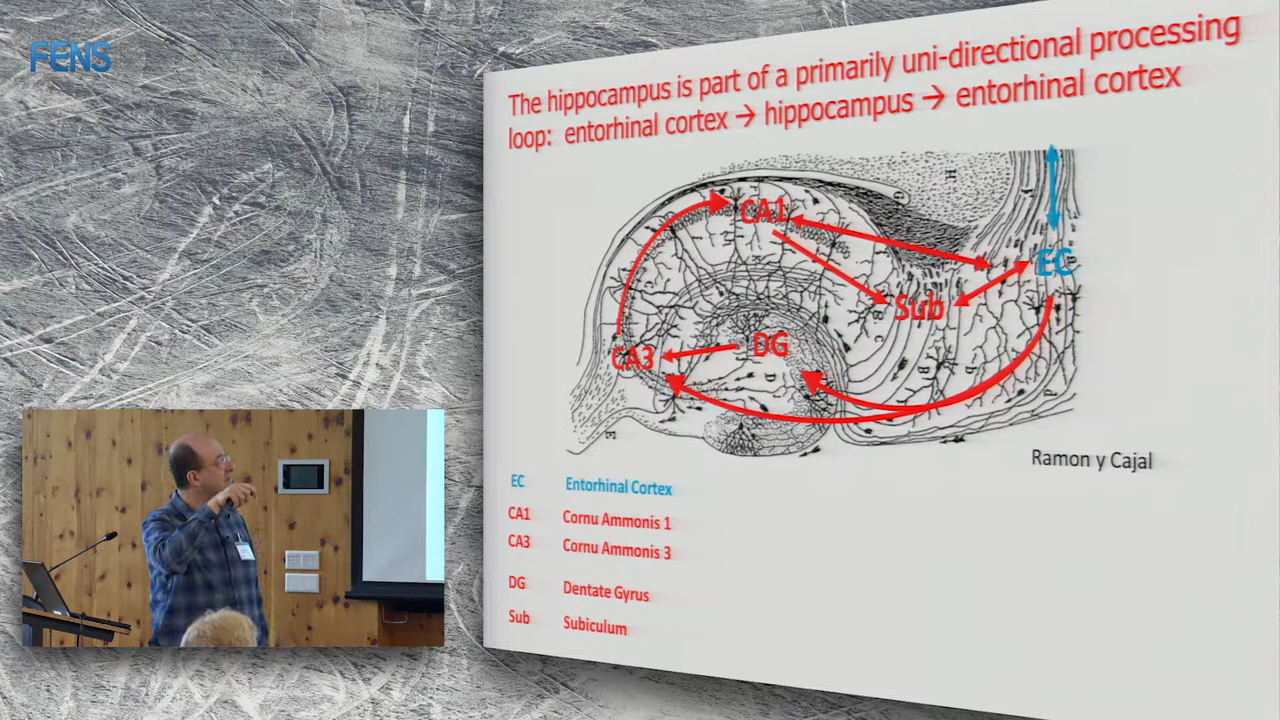 FENS
The hippocampus is part of a primarily uni-directional processing
loop: entorhinal cortex → hippocampus → entorhinal cortex
CA1
EC
Sub
DG
CA3
Ramon y Cajal
EC Entorhinal Cortex
CA1 Cornu Ammonis 1
CA3 Cornu Ammonis 3
DG Dentate Gyrus
Sub Subiculum